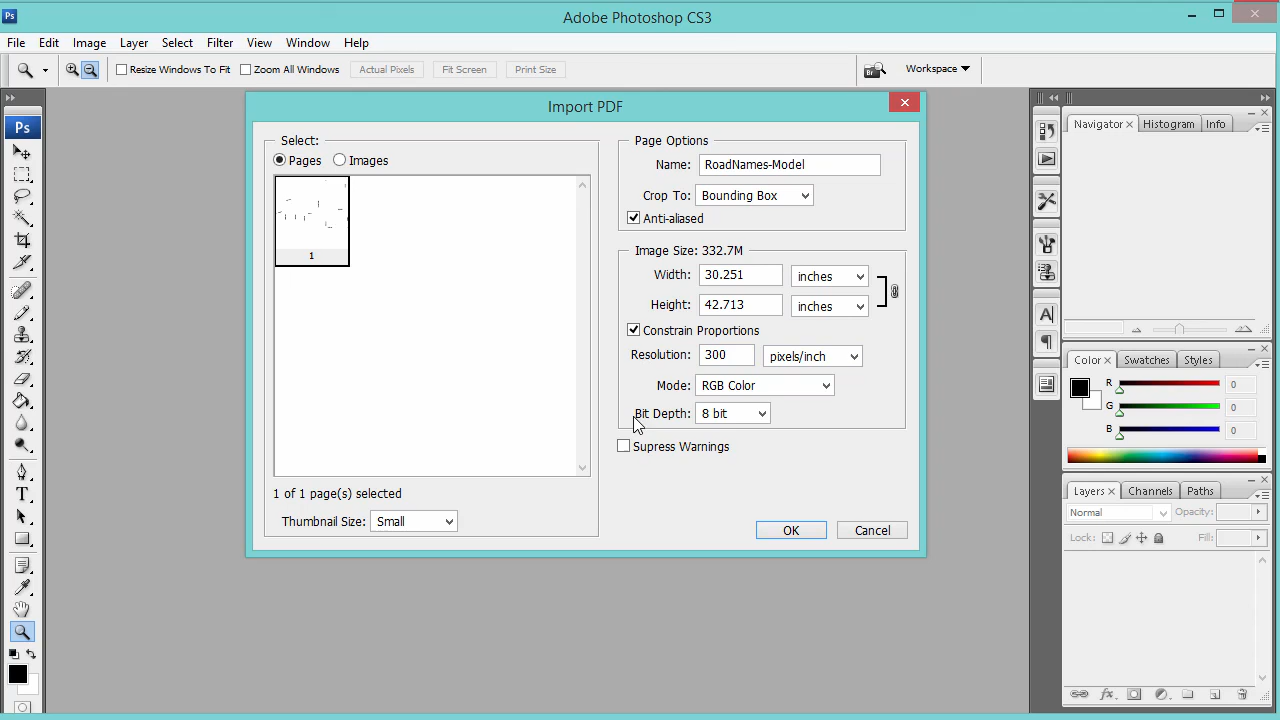 Ps
Adobe Photoshop CS3
File Edit Image Layer Select Filter View Window Help
Resize Windows To Fit Zoom All Windows Actual Pixels Fit Screen Print Size
Br Workspace
Import PDF
Ps
Select:
Pages Images
1
1 of 1 page(s) selected
Thumbnail Size: Small
Page Options
Name: RoadNames-Model
Crop To: Bounding Box
Anti-aliased
Image Size: 332.7M
Width: 30.251 inches
Height: 42.713 inches
Constrain Proportions
Resolution: 300 pixels/inch
Mode: RGB Color
Bit Depth: 8 bit
Supress Warnings
OK Cancel
Navigator Histogram Info
Color Swatches Styles
R 0
G 0
B 0
Layers Channels Paths
Normal Opacity:
Lock: Fill: